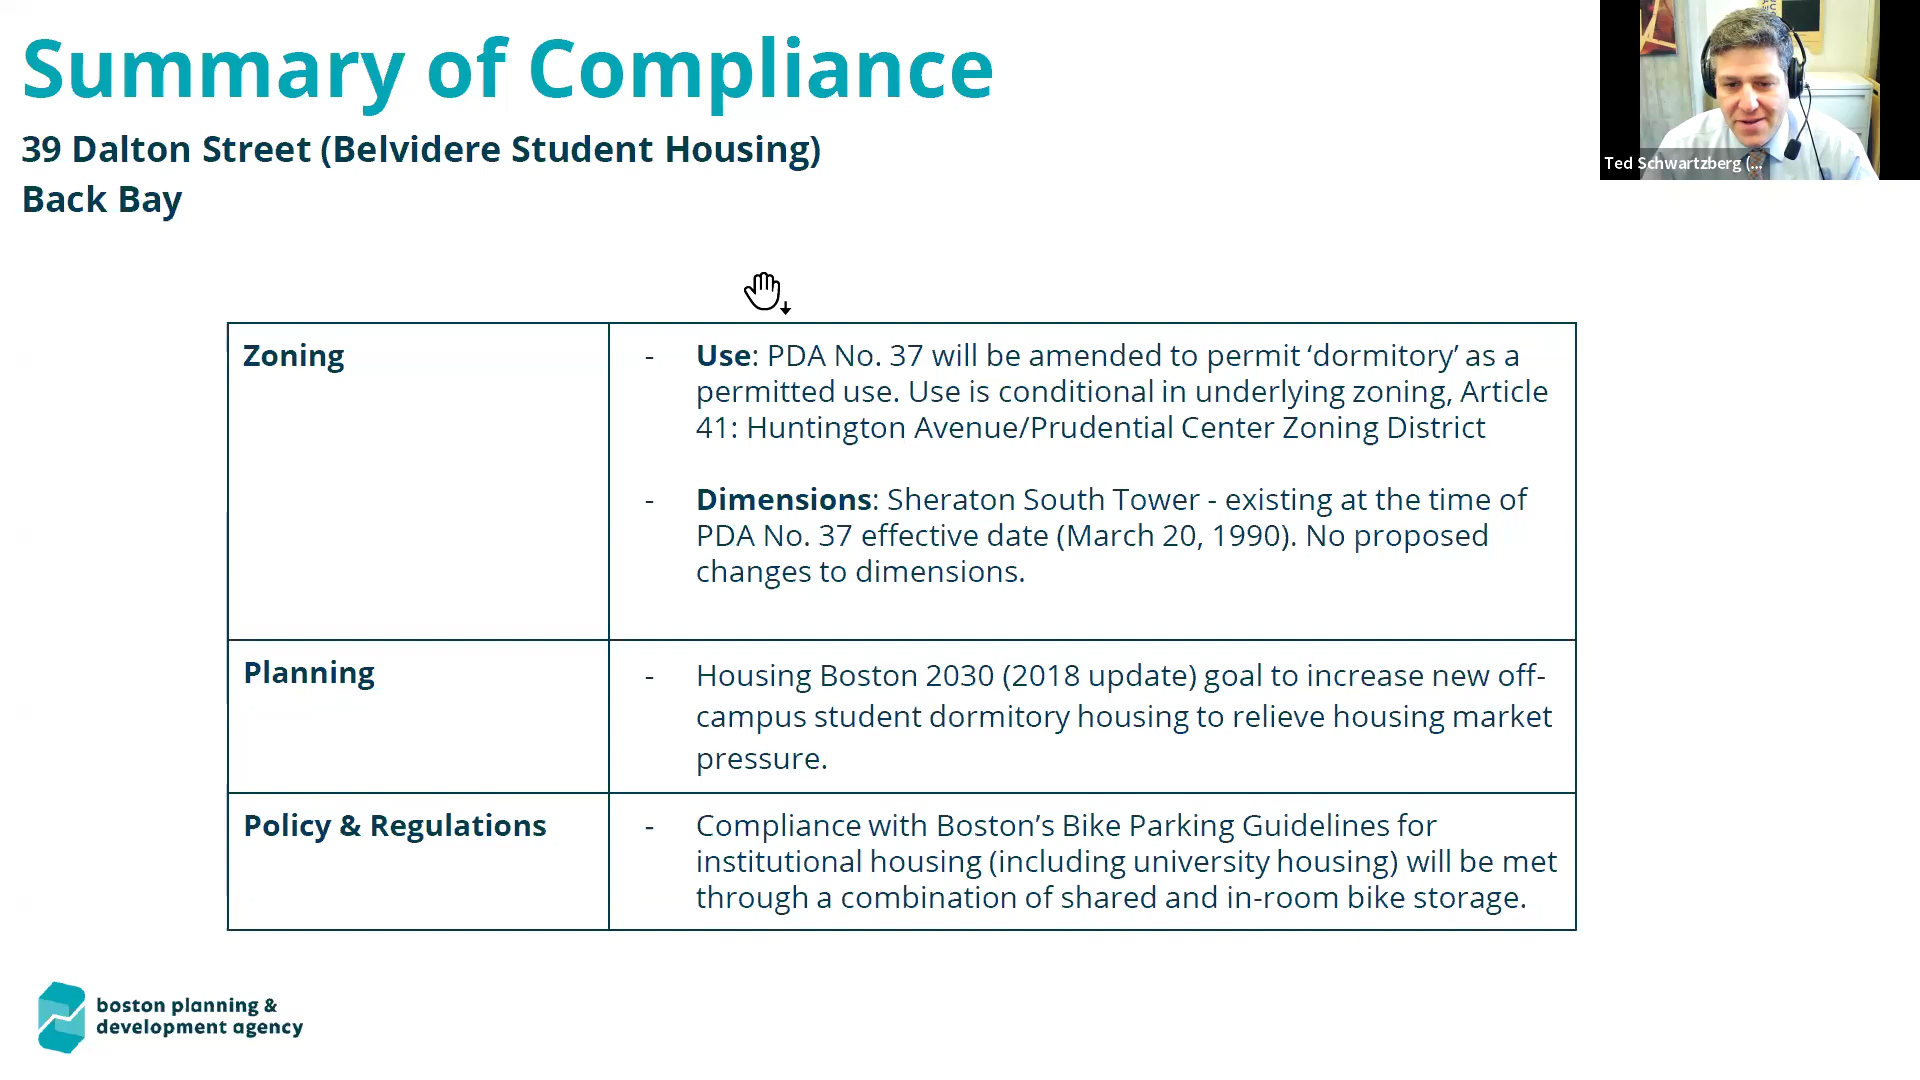 Summary of Compliance
39 Dalton Street (Belvidere Student Housing)
Back Bay
Ted Schwartzberg (...
Zoning
- Use: PDA No. 37 will be amended to permit ‘dormitory’ as a
permitted use. Use is conditional in underlying zoning, Article
41: Huntington Avenue/Prudential Center Zoning District
- Dimensions: Sheraton South Tower - existing at the time of
PDA No. 37 effective date (March 20, 1990). No proposed
changes to dimensions.
Planning
- Housing Boston 2030 (2018 update) goal to increase new off-
campus student dormitory housing to relieve housing market
pressure.
Policy & Regulations
- Compliance with Boston’s Bike Parking Guidelines for
institutional housing (including university housing) will be met
through a combination of shared and in-room bike storage.
boston planning &
development agency